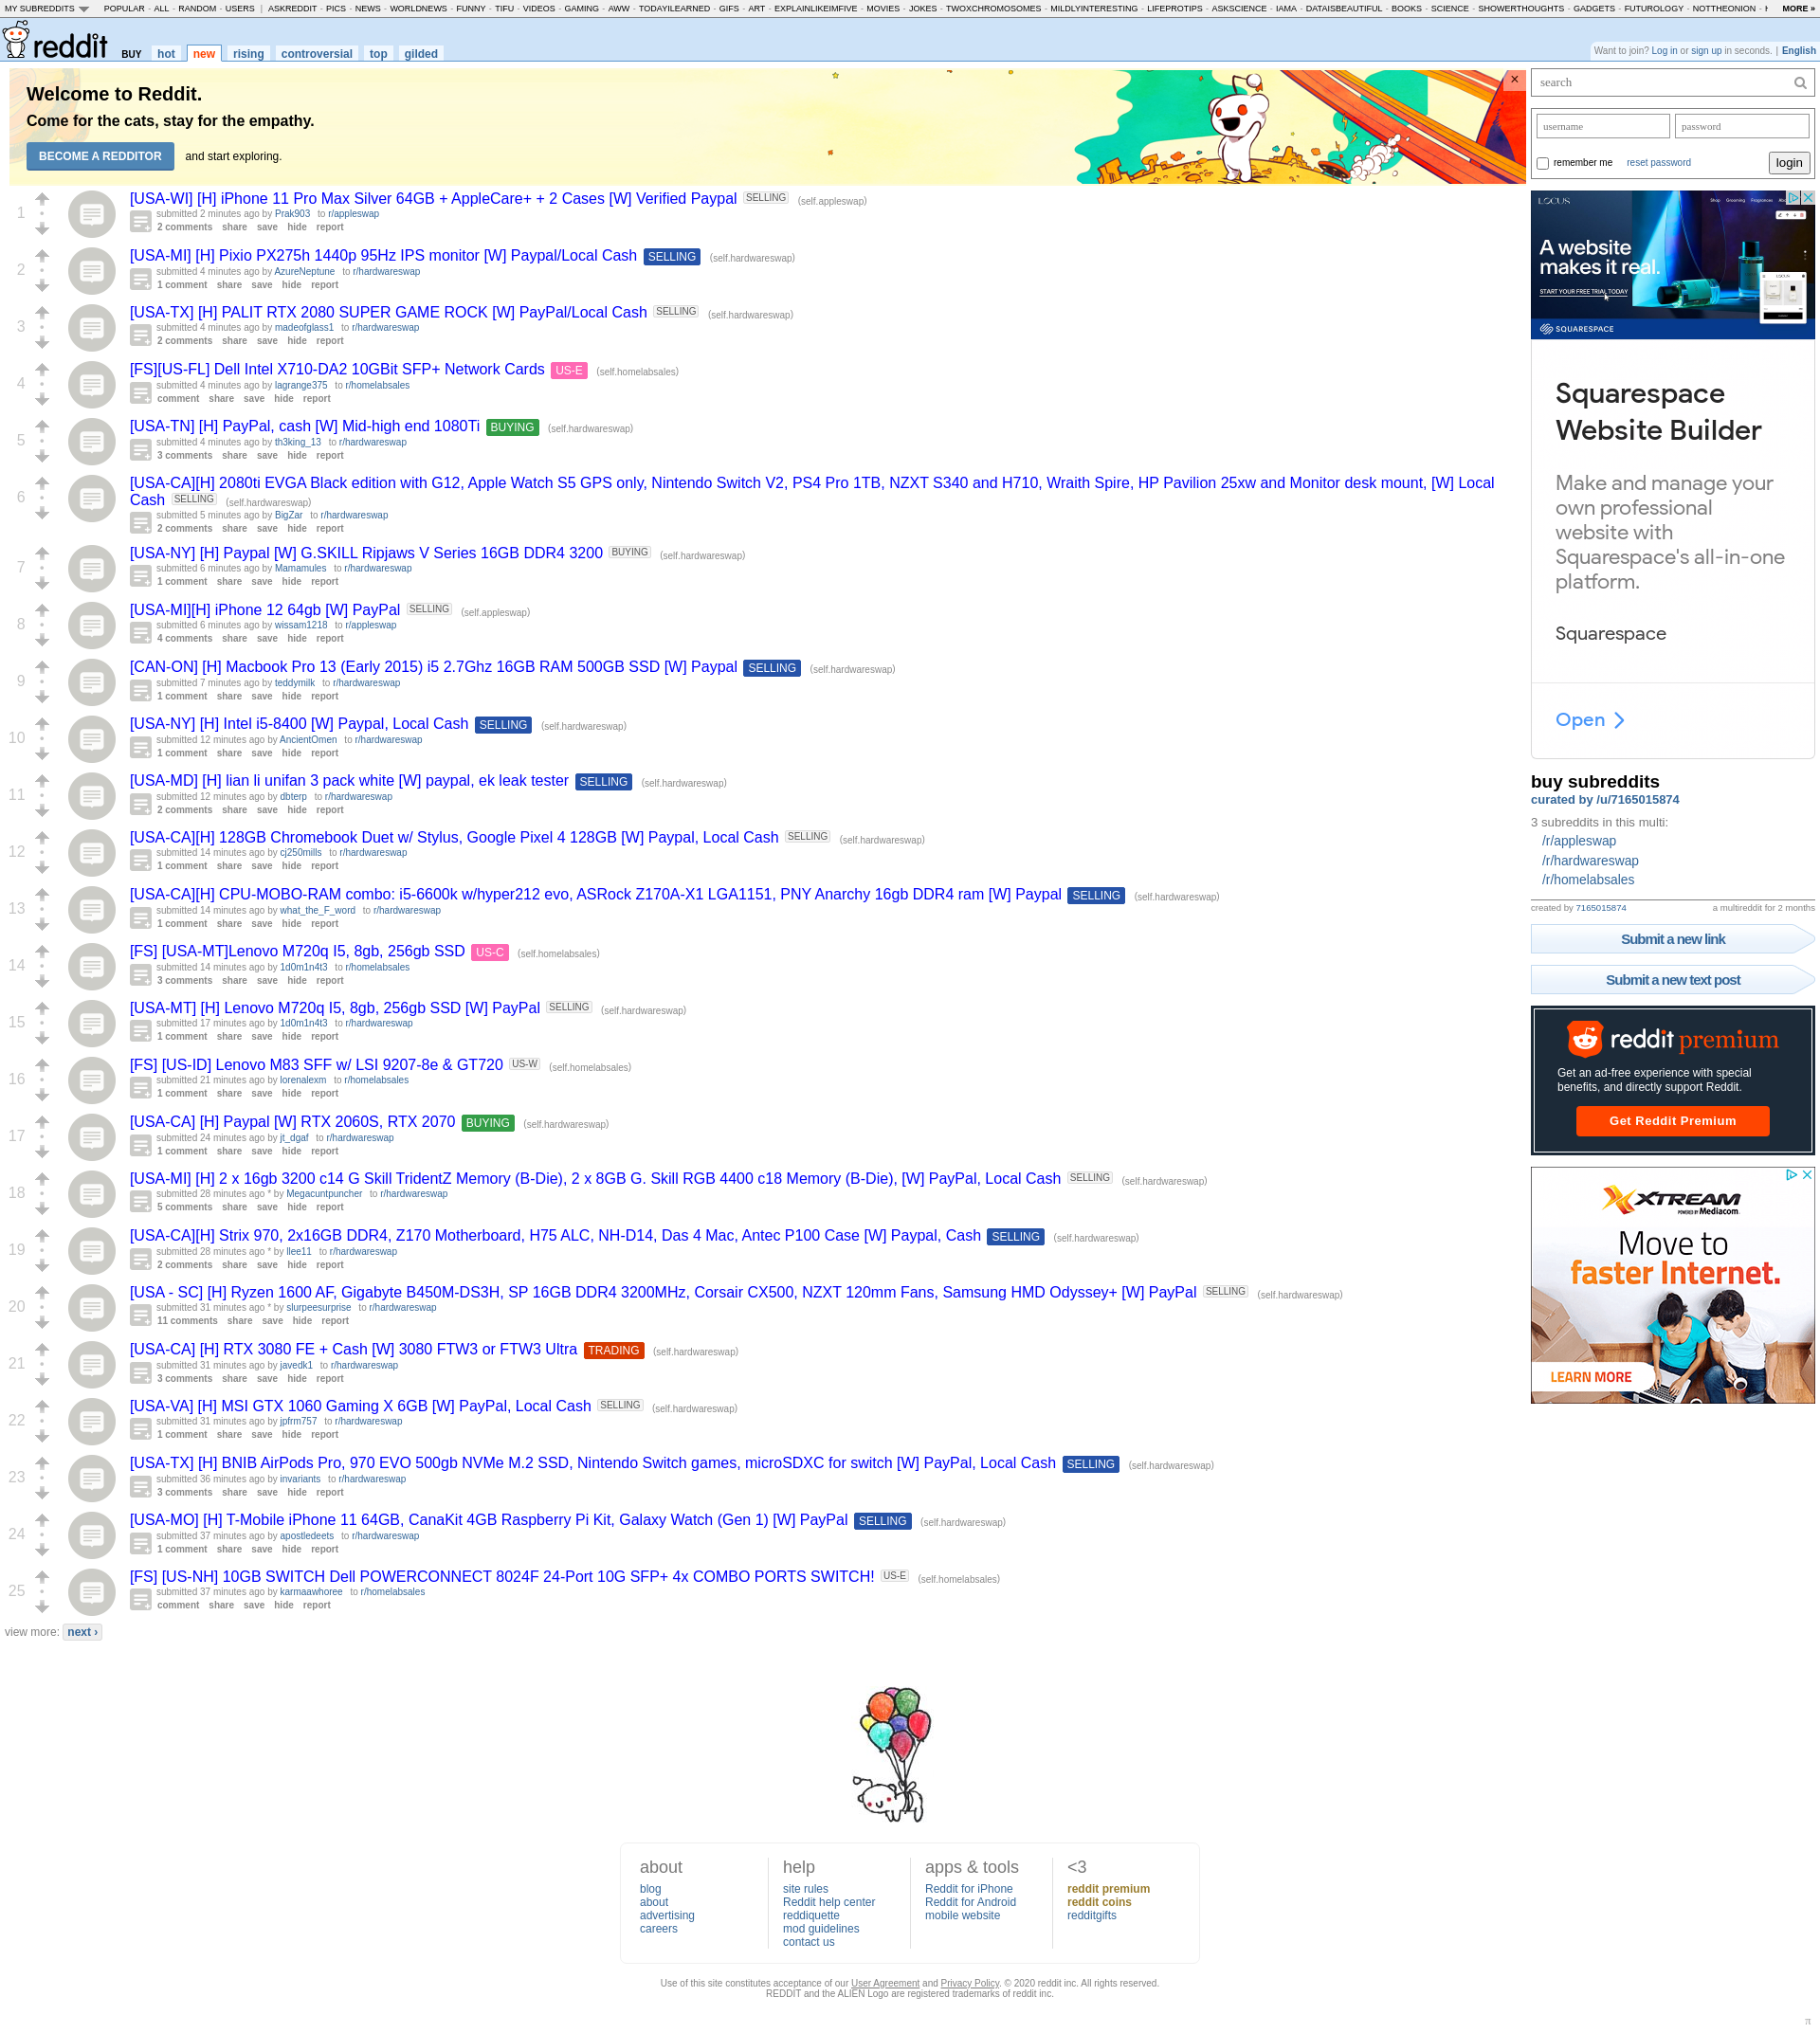 MY SUBREDDITS POPULAR - ALL - RANDOM - USERS | ASKREDDIT - PICS - NEWS - WORLDNEWS - FUNNY - TIFU - VIDEOS - GAMING - AWW - TODAYILEARNED - GIFS - ART - EXPLAINLIKEIMFIVE - MOVIES - JOKES - TWOXCHROMOSOMES - MILDLYINTERESTING - LIFEPROTIPS - ASKSCIENCE - IAMA - DATAISBEAUTIFUL - BOOKS - SCIENCE - SHOWERTHOUGHTS - GADGETS - FUTUROLOGY - NOTTHEONION - MORE »
reddit BUY hot new rising controversial top gilded
Want to join? Log in or sign up in seconds. | English
Welcome to Reddit.
Come for the cats, stay for the empathy.
BECOME A REDDITOR and start exploring.
×
1
[USA-WI] [H] iPhone 11 Pro Max Silver 64GB + AppleCare+ + 2 Cases [W] Verified Paypal SELLING (self.appleswap)
submitted 2 minutes ago by Prak903 to r/appleswap
2 comments share save hide report
2
[USA-MI] [H] Pixio PX275h 1440p 95Hz IPS monitor [W] Paypal/Local Cash SELLING (self.hardwareswap)
submitted 4 minutes ago by AzureNeptune to r/hardwareswap
1 comment share save hide report
3
[USA-TX] [H] PALIT RTX 2080 SUPER GAME ROCK [W] PayPal/Local Cash SELLING (self.hardwareswap)
submitted 4 minutes ago by madeofglass1 to r/hardwareswap
2 comments share save hide report
4
[FS][US-FL] Dell Intel X710-DA2 10GBit SFP+ Network Cards US-E (self.homelabsales)
submitted 4 minutes ago by lagrange375 to r/homelabsales
comment share save hide report
5
[USA-TN] [H] PayPal, cash [W] Mid-high end 1080Ti BUYING (self.hardwareswap)
submitted 4 minutes ago by th3king_13 to r/hardwareswap
3 comments share save hide report
6
[USA-CA][H] 2080ti EVGA Black edition with G12, Apple Watch S5 GPS only, Nintendo Switch V2, PS4 Pro 1TB, NZXT S340 and H710, Wraith Spire, HP Pavilion 25xw and Monitor desk mount, [W] Local
Cash SELLING (self.hardwareswap)
submitted 5 minutes ago by BigZar to r/hardwareswap
2 comments share save hide report
7
[USA-NY] [H] Paypal [W] G.SKILL Ripjaws V Series 16GB DDR4 3200 BUYING (self.hardwareswap)
submitted 6 minutes ago by Mamamules to r/hardwareswap
1 comment share save hide report
8
[USA-MI][H] iPhone 12 64gb [W] PayPal SELLING (self.appleswap)
submitted 6 minutes ago by wissam1218 to r/appleswap
4 comments share save hide report
9
[CAN-ON] [H] Macbook Pro 13 (Early 2015) i5 2.7Ghz 16GB RAM 500GB SSD [W] Paypal SELLING (self.hardwareswap)
submitted 7 minutes ago by teddymilk to r/hardwareswap
1 comment share save hide report
10
[USA-NY] [H] Intel i5-8400 [W] Paypal, Local Cash SELLING (self.hardwareswap)
submitted 12 minutes ago by AncientOmen to r/hardwareswap
1 comment share save hide report
11
[USA-MD] [H] lian li unifan 3 pack white [W] paypal, ek leak tester SELLING (self.hardwareswap)
submitted 12 minutes ago by dbterp to r/hardwareswap
2 comments share save hide report
12
[USA-CA][H] 128GB Chromebook Duet w/ Stylus, Google Pixel 4 128GB [W] Paypal, Local Cash SELLING (self.hardwareswap)
submitted 14 minutes ago by cj250mills to r/hardwareswap
1 comment share save hide report
13
[USA-CA][H] CPU-MOBO-RAM combo: i5-6600k w/hyper212 evo, ASRock Z170A-X1 LGA1151, PNY Anarchy 16gb DDR4 ram [W] Paypal SELLING (self.hardwareswap)
submitted 14 minutes ago by what_the_F_word to r/hardwareswap
1 comment share save hide report
14
[FS] [USA-MT]Lenovo M720q I5, 8gb, 256gb SSD US-C (self.homelabsales)
submitted 14 minutes ago by 1d0m1n4t3 to r/homelabsales
3 comments share save hide report
15
[USA-MT] [H] Lenovo M720q I5, 8gb, 256gb SSD [W] PayPal SELLING (self.hardwareswap)
submitted 17 minutes ago by 1d0m1n4t3 to r/hardwareswap
1 comment share save hide report
16
[FS] [US-ID] Lenovo M83 SFF w/ LSI 9207-8e & GT720 US-W (self.homelabsales)
submitted 21 minutes ago by lorenalexm to r/homelabsales
1 comment share save hide report
17
[USA-CA] [H] Paypal [W] RTX 2060S, RTX 2070 BUYING (self.hardwareswap)
submitted 24 minutes ago by jt_dgaf to r/hardwareswap
1 comment share save hide report
18
[USA-MI] [H] 2 x 16gb 3200 c14 G Skill TridentZ Memory (B-Die), 2 x 8GB G. Skill RGB 4400 c18 Memory (B-Die), [W] PayPal, Local Cash SELLING (self.hardwareswap)
submitted 28 minutes ago * by Megacuntpuncher to r/hardwareswap
5 comments share save hide report
19
[USA-CA][H] Strix 970, 2x16GB DDR4, Z170 Motherboard, H75 ALC, NH-D14, Das 4 Mac, Antec P100 Case [W] Paypal, Cash SELLING (self.hardwareswap)
submitted 28 minutes ago * by llee11 to r/hardwareswap
2 comments share save hide report
20
[USA - SC] [H] Ryzen 1600 AF, Gigabyte B450M-DS3H, SP 16GB DDR4 3200MHz, Corsair CX500, NZXT 120mm Fans, Samsung HMD Odyssey+ [W] PayPal SELLING (self.hardwareswap)
submitted 31 minutes ago * by slurpeesurprise to r/hardwareswap
11 comments share save hide report
21
[USA-CA] [H] RTX 3080 FE + Cash [W] 3080 FTW3 or FTW3 Ultra TRADING (self.hardwareswap)
submitted 31 minutes ago by javedk1 to r/hardwareswap
3 comments share save hide report
22
[USA-VA] [H] MSI GTX 1060 Gaming X 6GB [W] PayPal, Local Cash SELLING (self.hardwareswap)
submitted 31 minutes ago by jpfrm757 to r/hardwareswap
1 comment share save hide report
23
[USA-TX] [H] BNIB AirPods Pro, 970 EVO 500gb NVMe M.2 SSD, Nintendo Switch games, microSDXC for switch [W] PayPal, Local Cash SELLING (self.hardwareswap)
submitted 36 minutes ago by invariants to r/hardwareswap
3 comments share save hide report
24
[USA-MO] [H] T-Mobile iPhone 11 64GB, CanaKit 4GB Raspberry Pi Kit, Galaxy Watch (Gen 1) [W] PayPal SELLING (self.hardwareswap)
submitted 37 minutes ago by apostledeets to r/hardwareswap
1 comment share save hide report
25
[FS] [US-NH] 10GB SWITCH Dell POWERCONNECT 8024F 24-Port 10G SFP+ 4x COMBO PORTS SWITCH! US-E (self.homelabsales)
submitted 37 minutes ago by karmaawhoree to r/homelabsales
comment share save hide report
view more: next ›
search
username password
remember me reset password login
LOCUS Shop Grooming Fragrances
A website
makes it real.
START YOUR FREE TRIAL TODAY
SQUARESPACE
Squarespace
Website Builder
Make and manage your
own professional
website with
Squarespace's all-in-one
platform.
Squarespace
Open
buy subreddits
curated by /u/7165015874
3 subreddits in this multi:
/r/appleswap
/r/hardwareswap
/r/homelabsales
created by 7165015874 a multireddit for 2 months
Submit a new link
Submit a new text post
reddit premium
Get an ad-free experience with special
benefits, and directly support Reddit.
Get Reddit Premium
XTREAM
POWERED BY Mediacom
Move to
faster Internet.
LEARN MORE
about
blog
about
advertising
careers
help
site rules
Reddit help center
reddiquette
mod guidelines
contact us
apps & tools
Reddit for iPhone
Reddit for Android
mobile website
<3
reddit premium
reddit coins
redditgifts
Use of this site constitutes acceptance of our User Agreement and Privacy Policy. © 2020 reddit inc. All rights reserved.
REDDIT and the ALIEN Logo are registered trademarks of reddit inc.
π